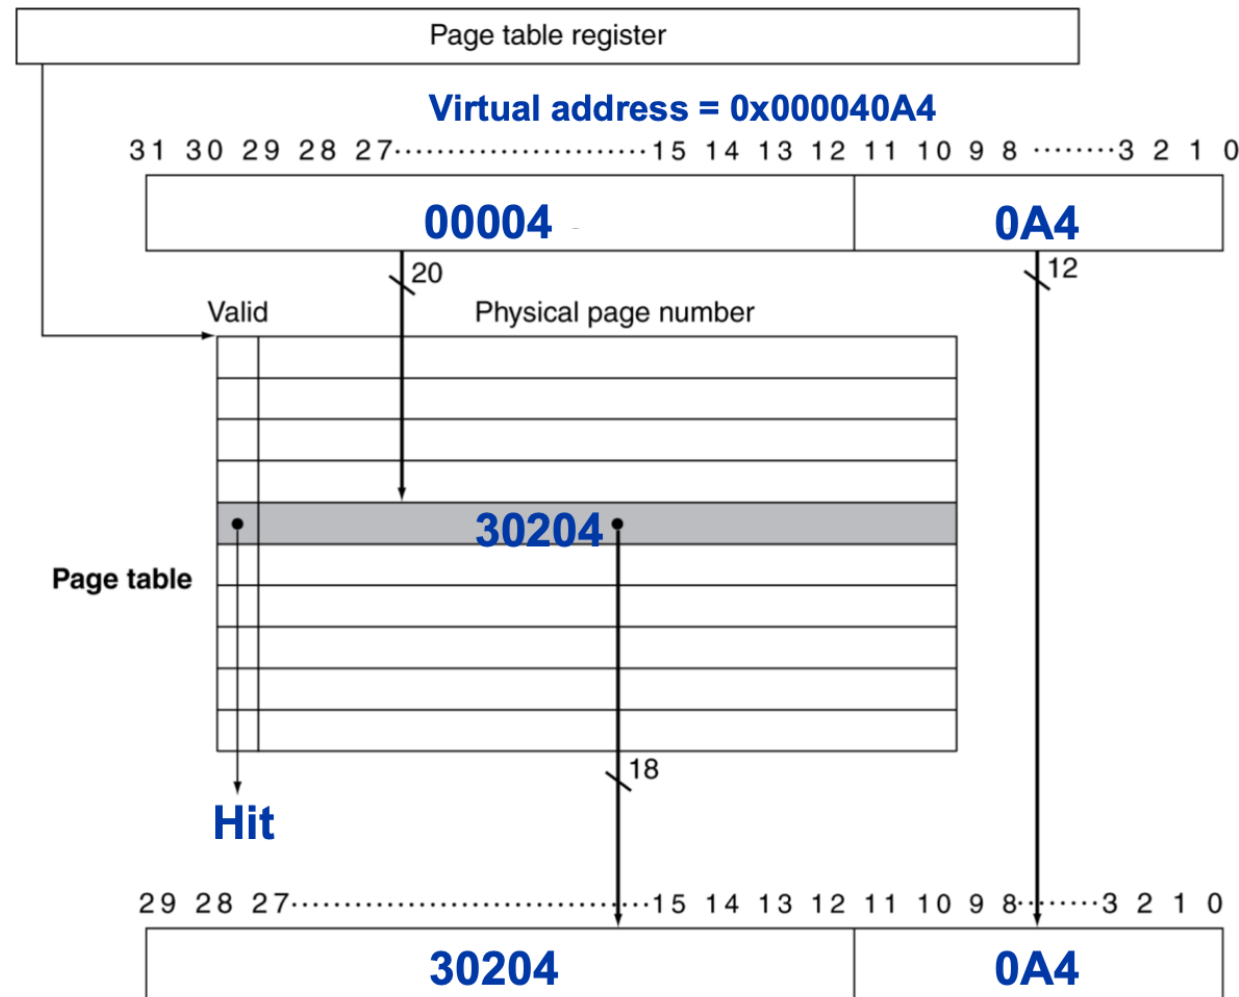 Page table register
Virtual address = 0x000040A4
31 30 29 28 27························15 14 13 12 11 10 9 8 ········3 2 1 0
00004 0A4
20 12
Valid Physical page number
30204
Page table
18
Hit
29 28 27··································15 14 13 12 11 10 9 8········3 2 1 0
30204 0A4